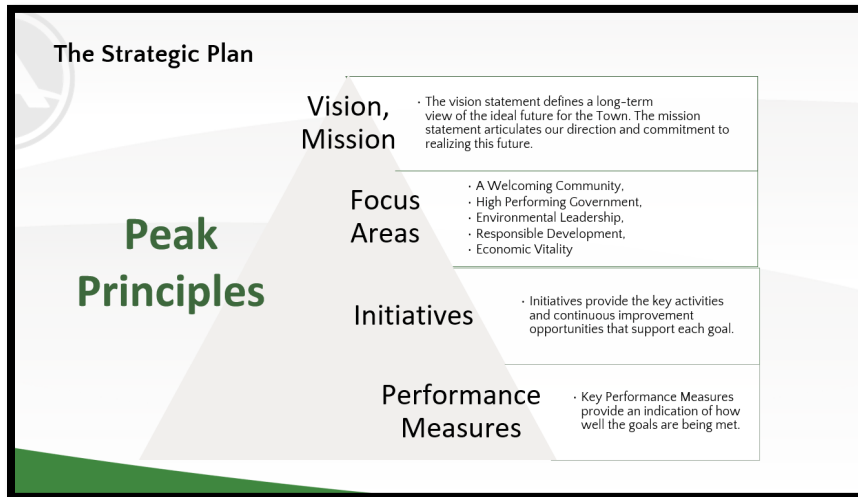 The Strategic Plan
Peak
Principles
Vision,
Mission
· The vision statement defines a long-term
view of the ideal future for the Town. The mission
statement articulates our direction and commitment to
realizing this future.
Focus
Areas
· A Welcoming Community,
· High Performing Government,
· Environmental Leadership,
· Responsible Development,
· Economic Vitality
Initiatives
· Initiatives provide the key activities
and continuous improvement
opportunities that support each goal.
Performance
Measures
· Key Performance Measures
provide an indication of how
well the goals are being met.